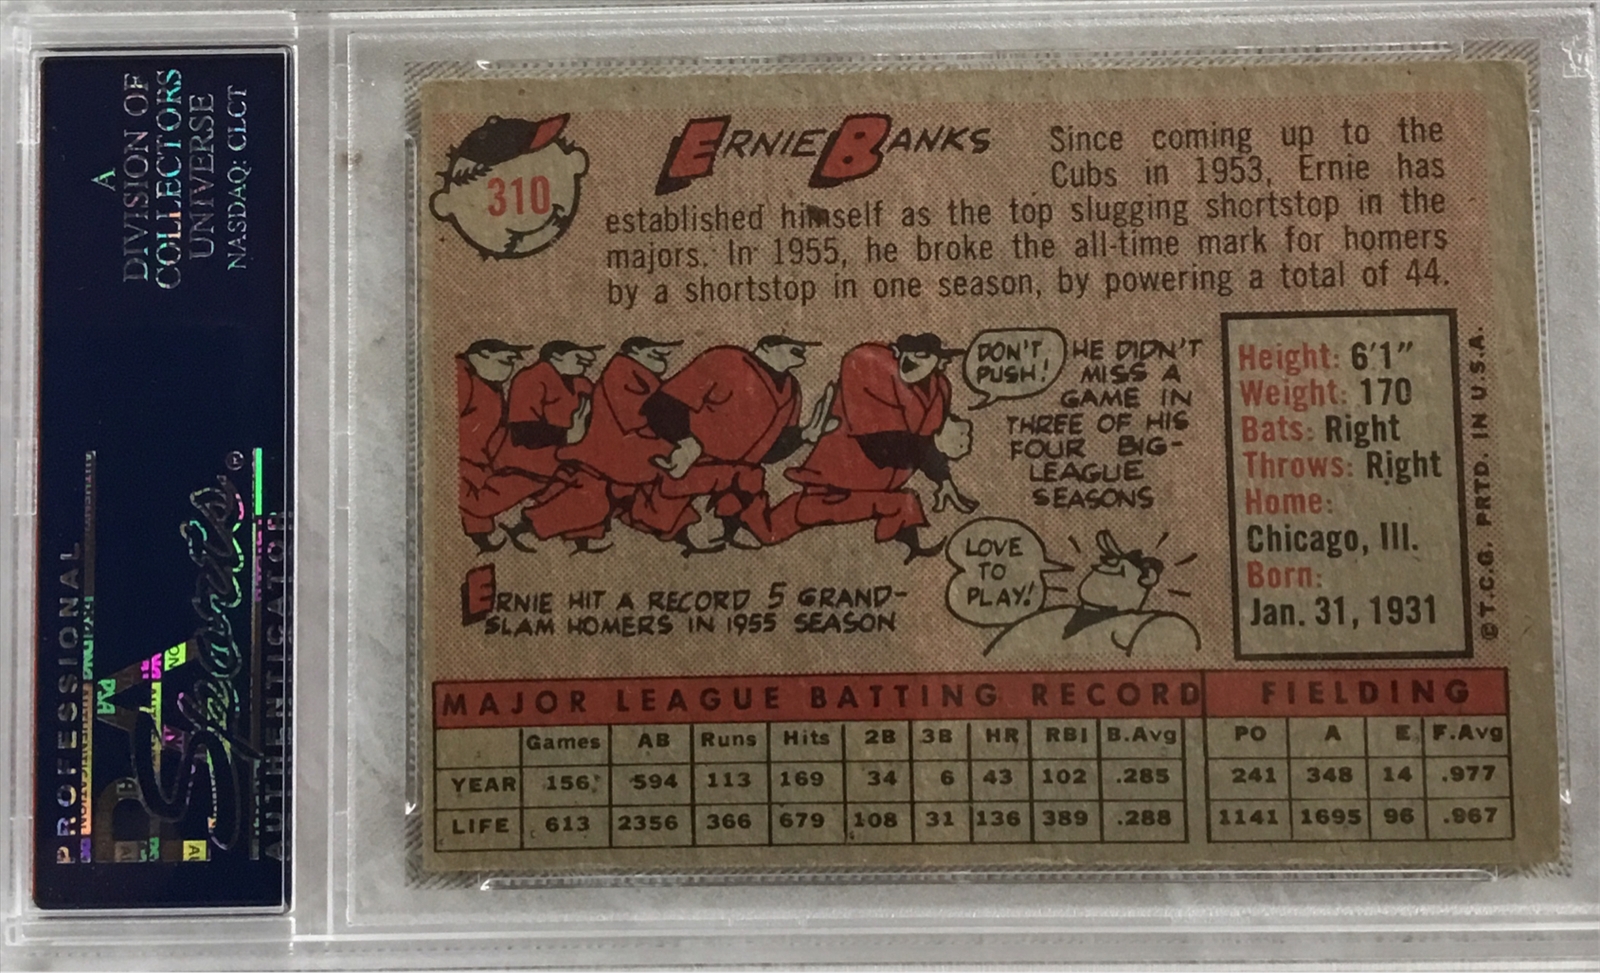 A
DIVISION OF
COLLECTORS
UNIVERSE
NASDAQ: CLCT
PROFESSIONAL
Sports®
AUTHENTICATOR
PSA
310
ERNIE BANKS
Since coming up to the
Cubs in 1953, Ernie has
established himself as the top slugging shortstop in the
majors. In 1955, he broke the all-time mark for homers
by a shortstop in one season, by powering a total of 44.
DON'T
PUSH!
HE DIDN'T
MISS A
GAME IN
THREE OF HIS
FOUR BIG-
LEAGUE
SEASONS
LOVE
TO
PLAY!
ERNIE HIT A RECORD 5 GRAND-
SLAM HOMERS IN 1955 SEASON
Height: 6'1"
Weight: 170
Bats: Right
Throws: Right
Home:
Chicago, Ill.
Born:
Jan. 31, 1931
©T.C.G. PRTD. IN U.S.A.
MAJOR LEAGUE BATTING RECORD FIELDING
Games AB Runs Hits 2B 3B HR RBI B.Avg PO A E F.Avg
YEAR 156 594 113 169 34 6 43 102 .285 241 348 14 .977
LIFE 613 2356 366 679 108 31 136 389 .288 1141 1695 96 .967